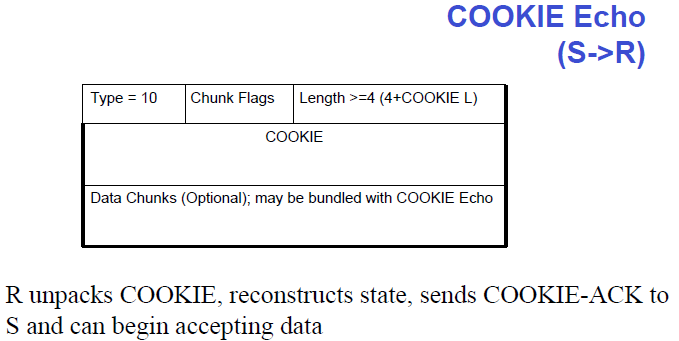 COOKIE Echo
(S->R)
Type = 10 Chunk Flags Length >=4 (4+COOKIE L)
COOKIE
Data Chunks (Optional); may be bundled with COOKIE Echo
R unpacks COOKIE, reconstructs state, sends COOKIE-ACK to
S and can begin accepting data